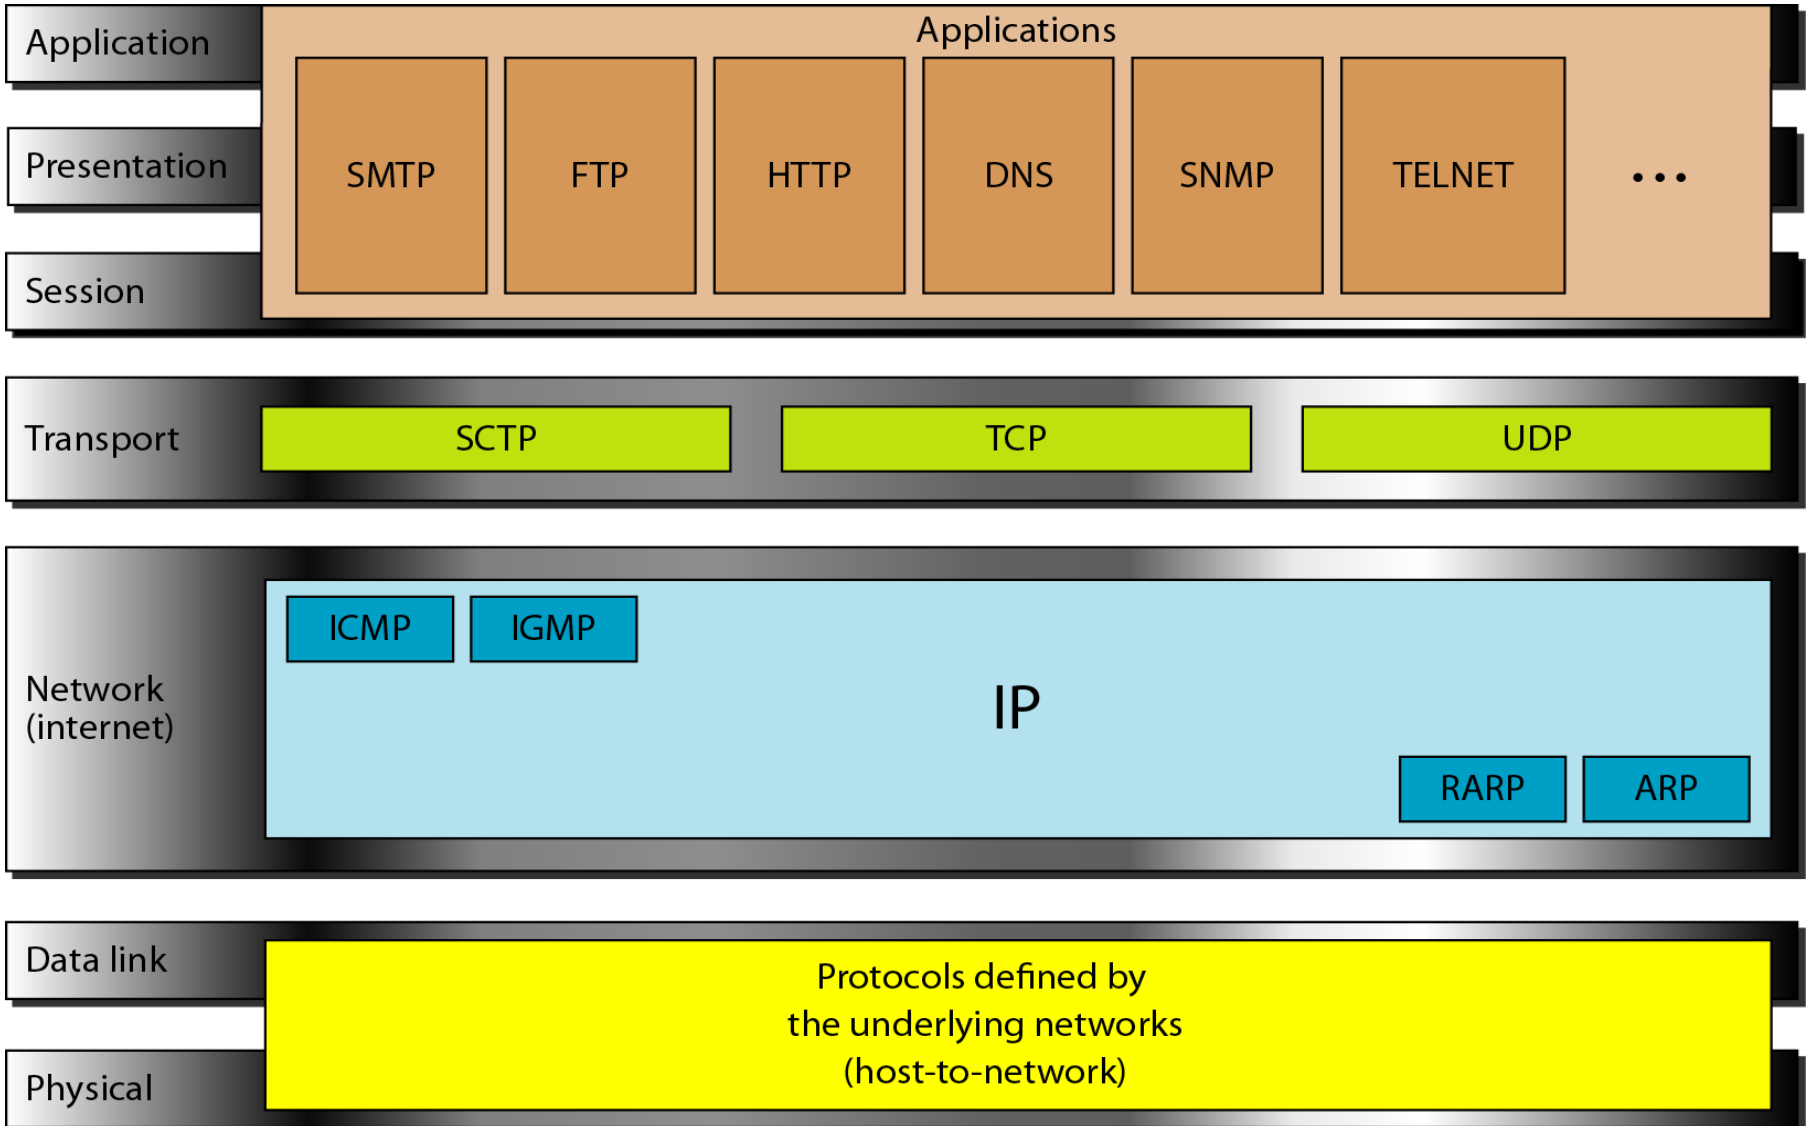 Application
Applications
Presentation
SMTP
FTP
HTTP
DNS
SNMP
TELNET
...
Session
Transport
SCTP
TCP
UDP
Network
(internet)
ICMP
IGMP
IP
RARP
ARP
Data link
Protocols defined by
the underlying networks
(host-to-network)
Physical